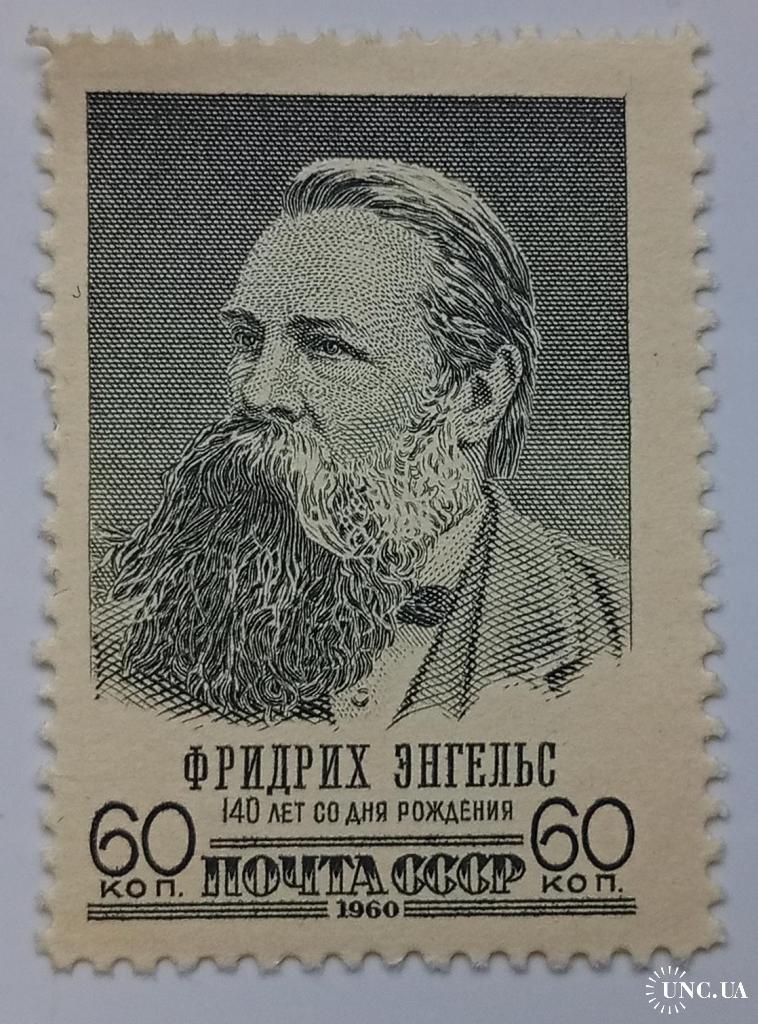 ФРИДРИХ ЭНГЕЛЬС
140 ЛЕТ СО ДНЯ РОЖДЕНИЯ
60 КОП. ПОЧТА СССР 60 КОП.
1960
UNC.UA